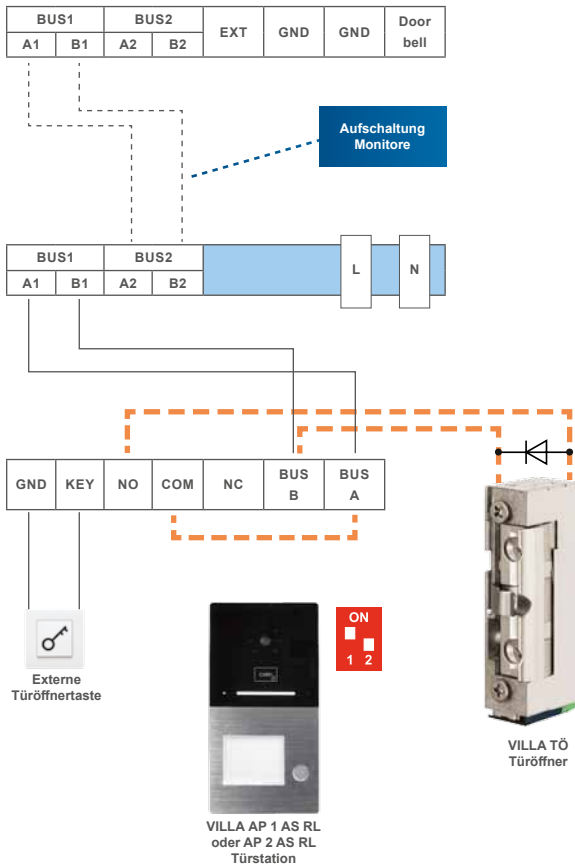 BUS1 BUS2 EXT GND GND Door bell
A1 B1 A2 B2
Aufschaltung
Monitore
BUS1 BUS2 L N
A1 B1 A2 B2
GND KEY NO COM NC BUS B BUS A
ON
1 2
Externe
Türöffnertaste
VILLA TÖ
Türöffner
VILLA AP 1 AS RL
oder AP 2 AS RL
Türstation